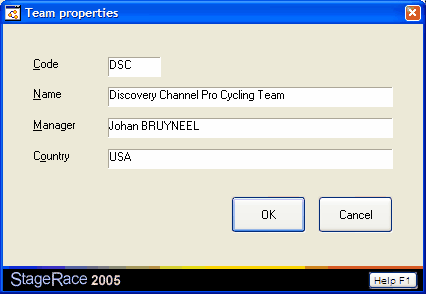 Team properties
Code DSC
Name Discovery Channel Pro Cycling Team
Manager Johan BRUYNEEL
Country USA
OK Cancel
StageRace 2005 Help F1